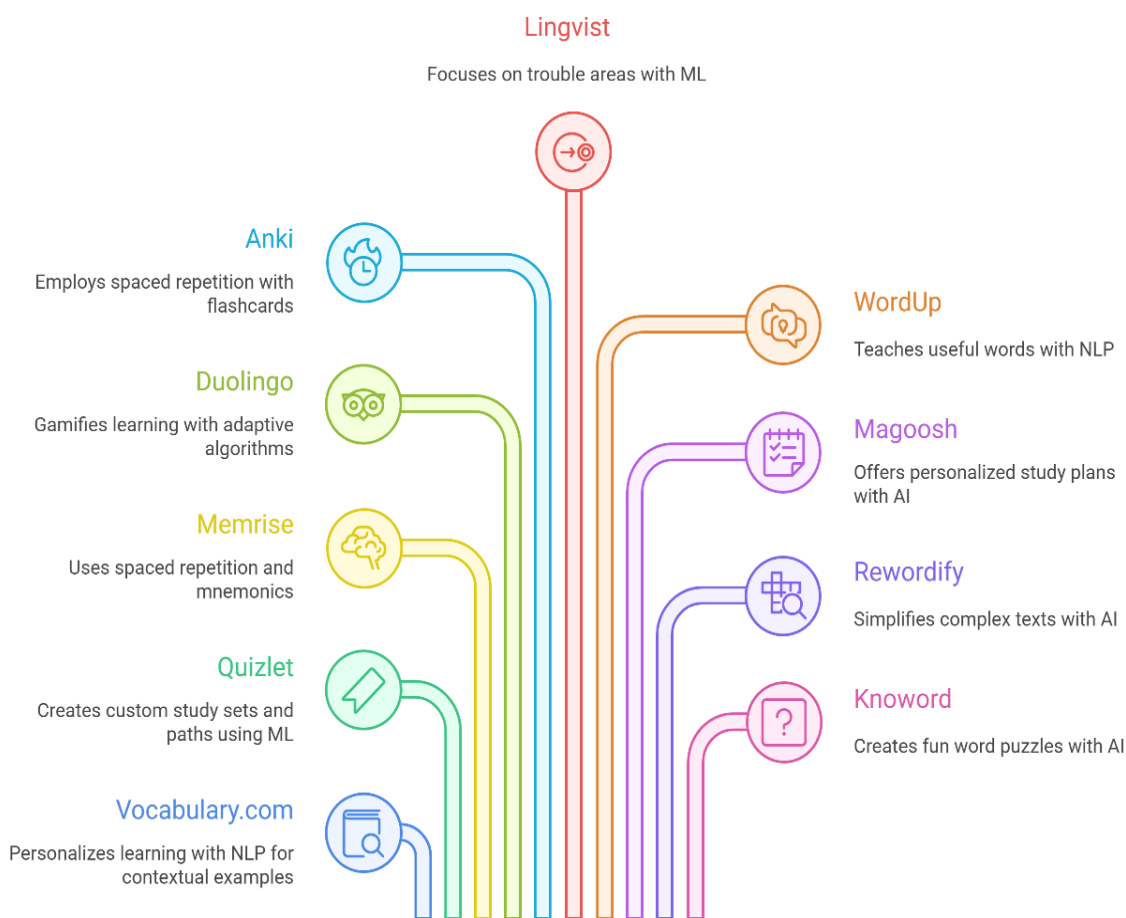 Lingvist
Focuses on trouble areas with ML
Anki
Employs spaced repetition with
flashcards
Duolingo
Gamifies learning with adaptive
algorithms
Memrise
Uses spaced repetition and
mnemonics
Quizlet
Creates custom study sets and
paths using ML
Vocabulary.com
Personalizes learning with NLP for
contextual examples
WordUp
Teaches useful words with NLP
Magoosh
Offers personalized study plans
with AI
Rewordify
Simplifies complex texts with AI
Knoword
Creates fun word puzzles with AI
?